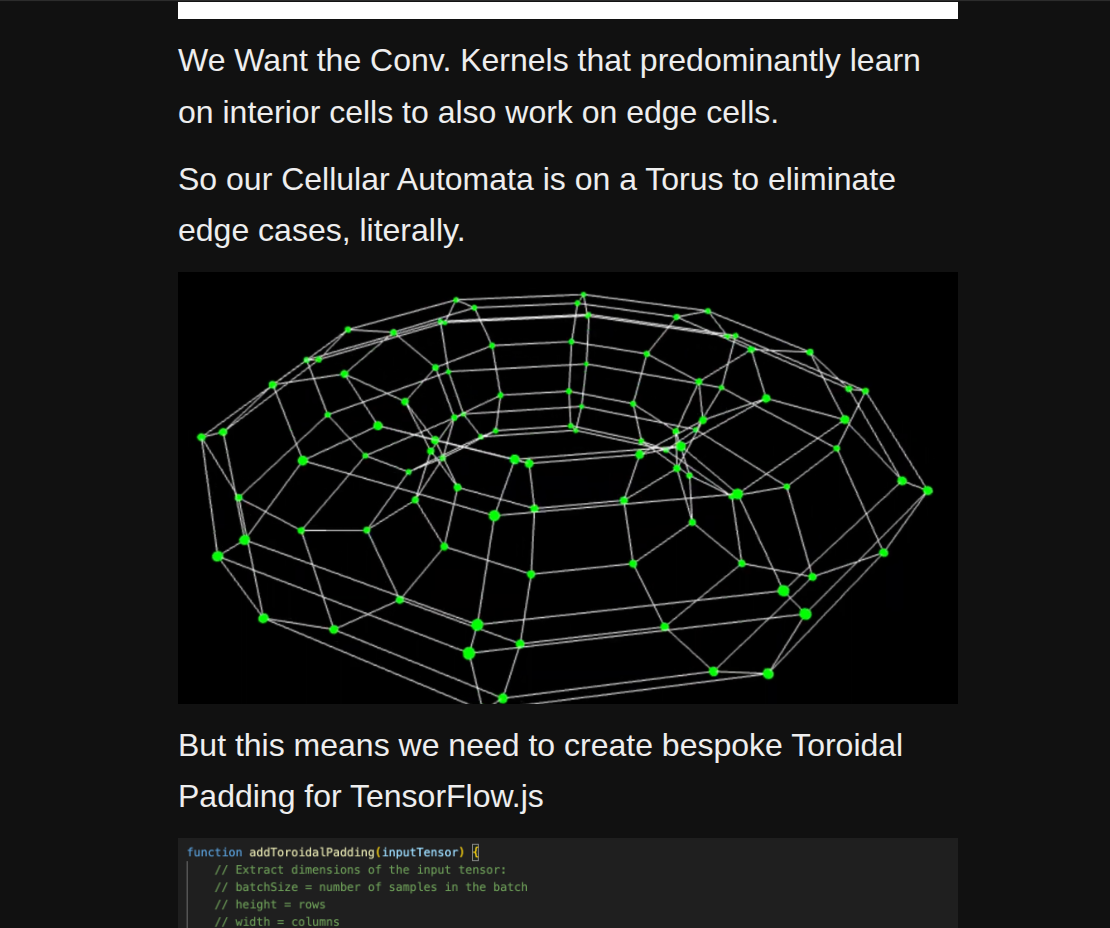 We Want the Conv. Kernels that predominantly learn
on interior cells to also work on edge cells.
So our Cellular Automata is on a Torus to eliminate
edge cases, literally.
But this means we need to create bespoke Toroidal
Padding for TensorFlow.js
function addToroidalPadding(inputTensor) {
// Extract dimensions of the input tensor:
// batchSize = number of samples in the batch
// height = rows
// width = columns